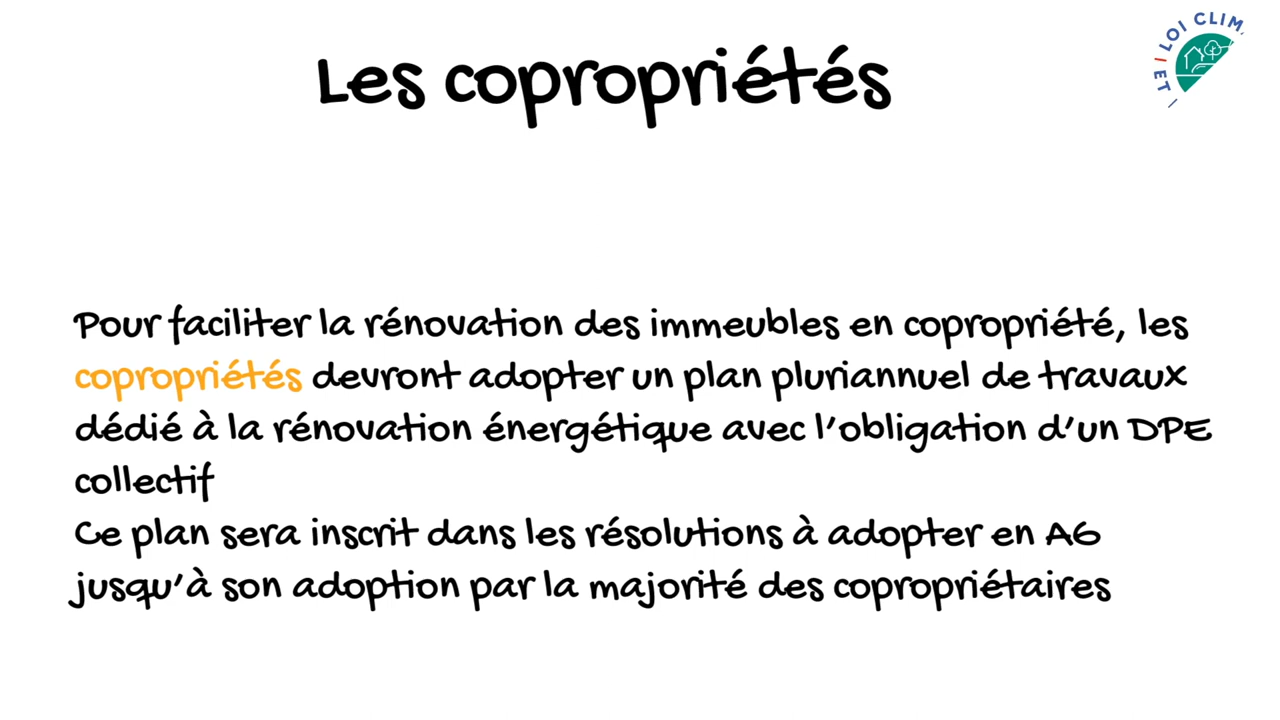 Les copropriétés
ET I LOI CLIM
Pour faciliter la rénovation des immeubles en copropriété, les
copropriétés devront adopter un plan pluriannuel de travaux
dédié à la rénovation énergétique avec l'obligation d'un DPE
collectif
Ce plan sera inscrit dans les résolutions à adopter en AG
jusqu'à son adoption par la majorité des copropriétaires